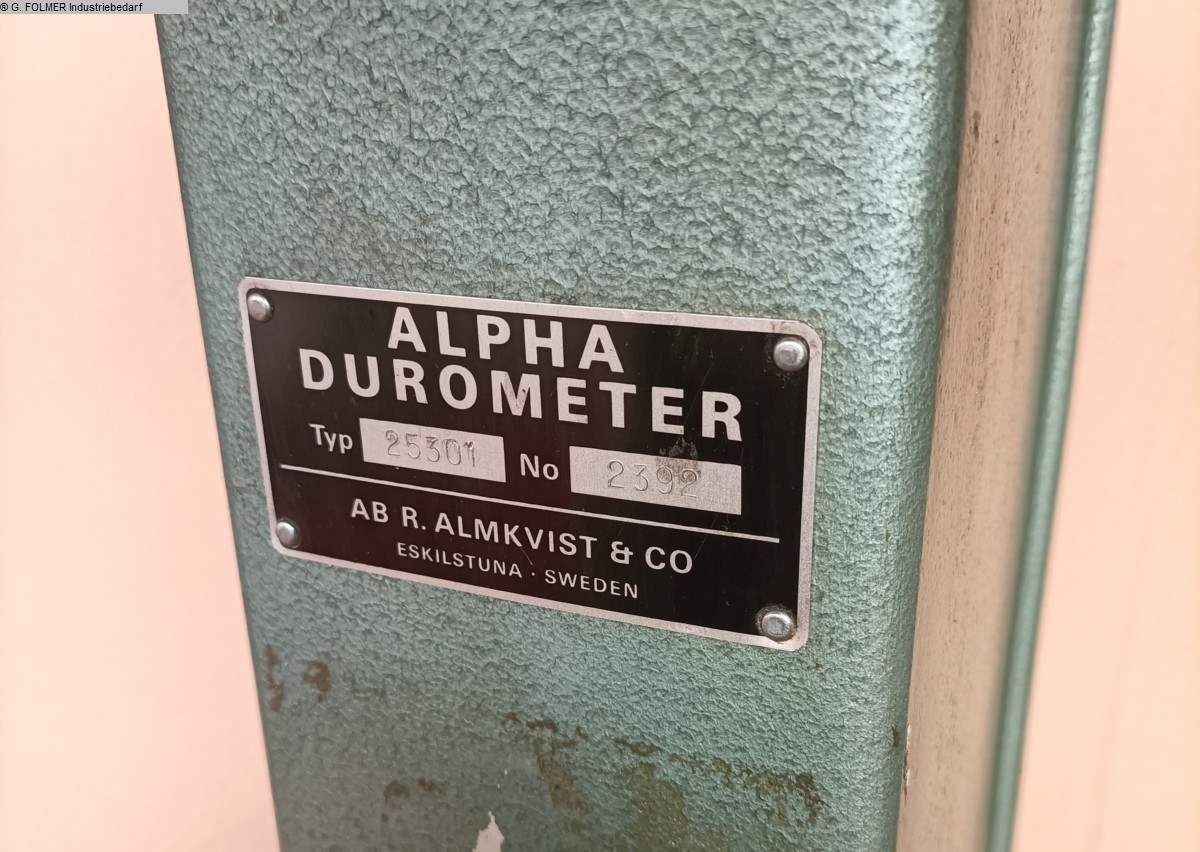 ® G. FOLMER Industriebedarf
ALPHA
DUROMETER
Typ 25301 No 2392
AB R. ALMKVIST & CO
ESKILSTUNA · SWEDEN